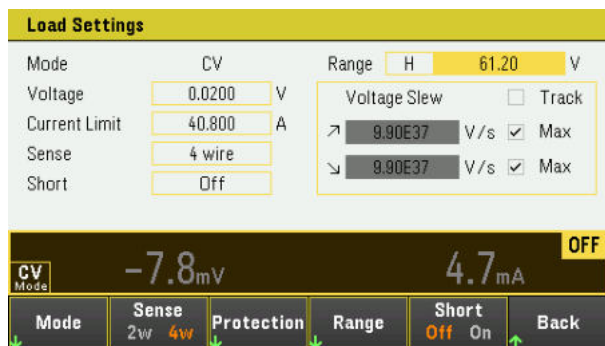 Load Settings
Mode CV Range H 61.20 V
Voltage 0.0200 V Voltage Slew Track
Current Limit 40.800 A 9.90E37 V/s Max
Sense 4 wire 9.90E37 V/s Max
Short Off
OFF
CV Mode -7.8mV 4.7mA
Mode Sense 2w 4w Protection Range Short Off On Back